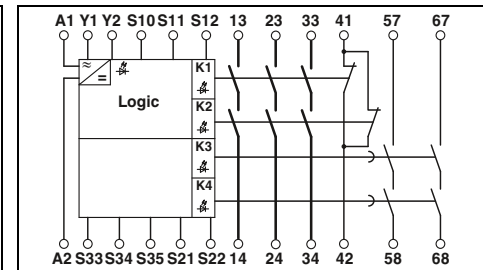 A1 Y1 Y2 S10 S11 S12 13 23 33 41 57 67
≈
=
K1
Logic
K2
K3
K4
A2 S33 S34 S35 S21 S22 14 24 34 42 58 68